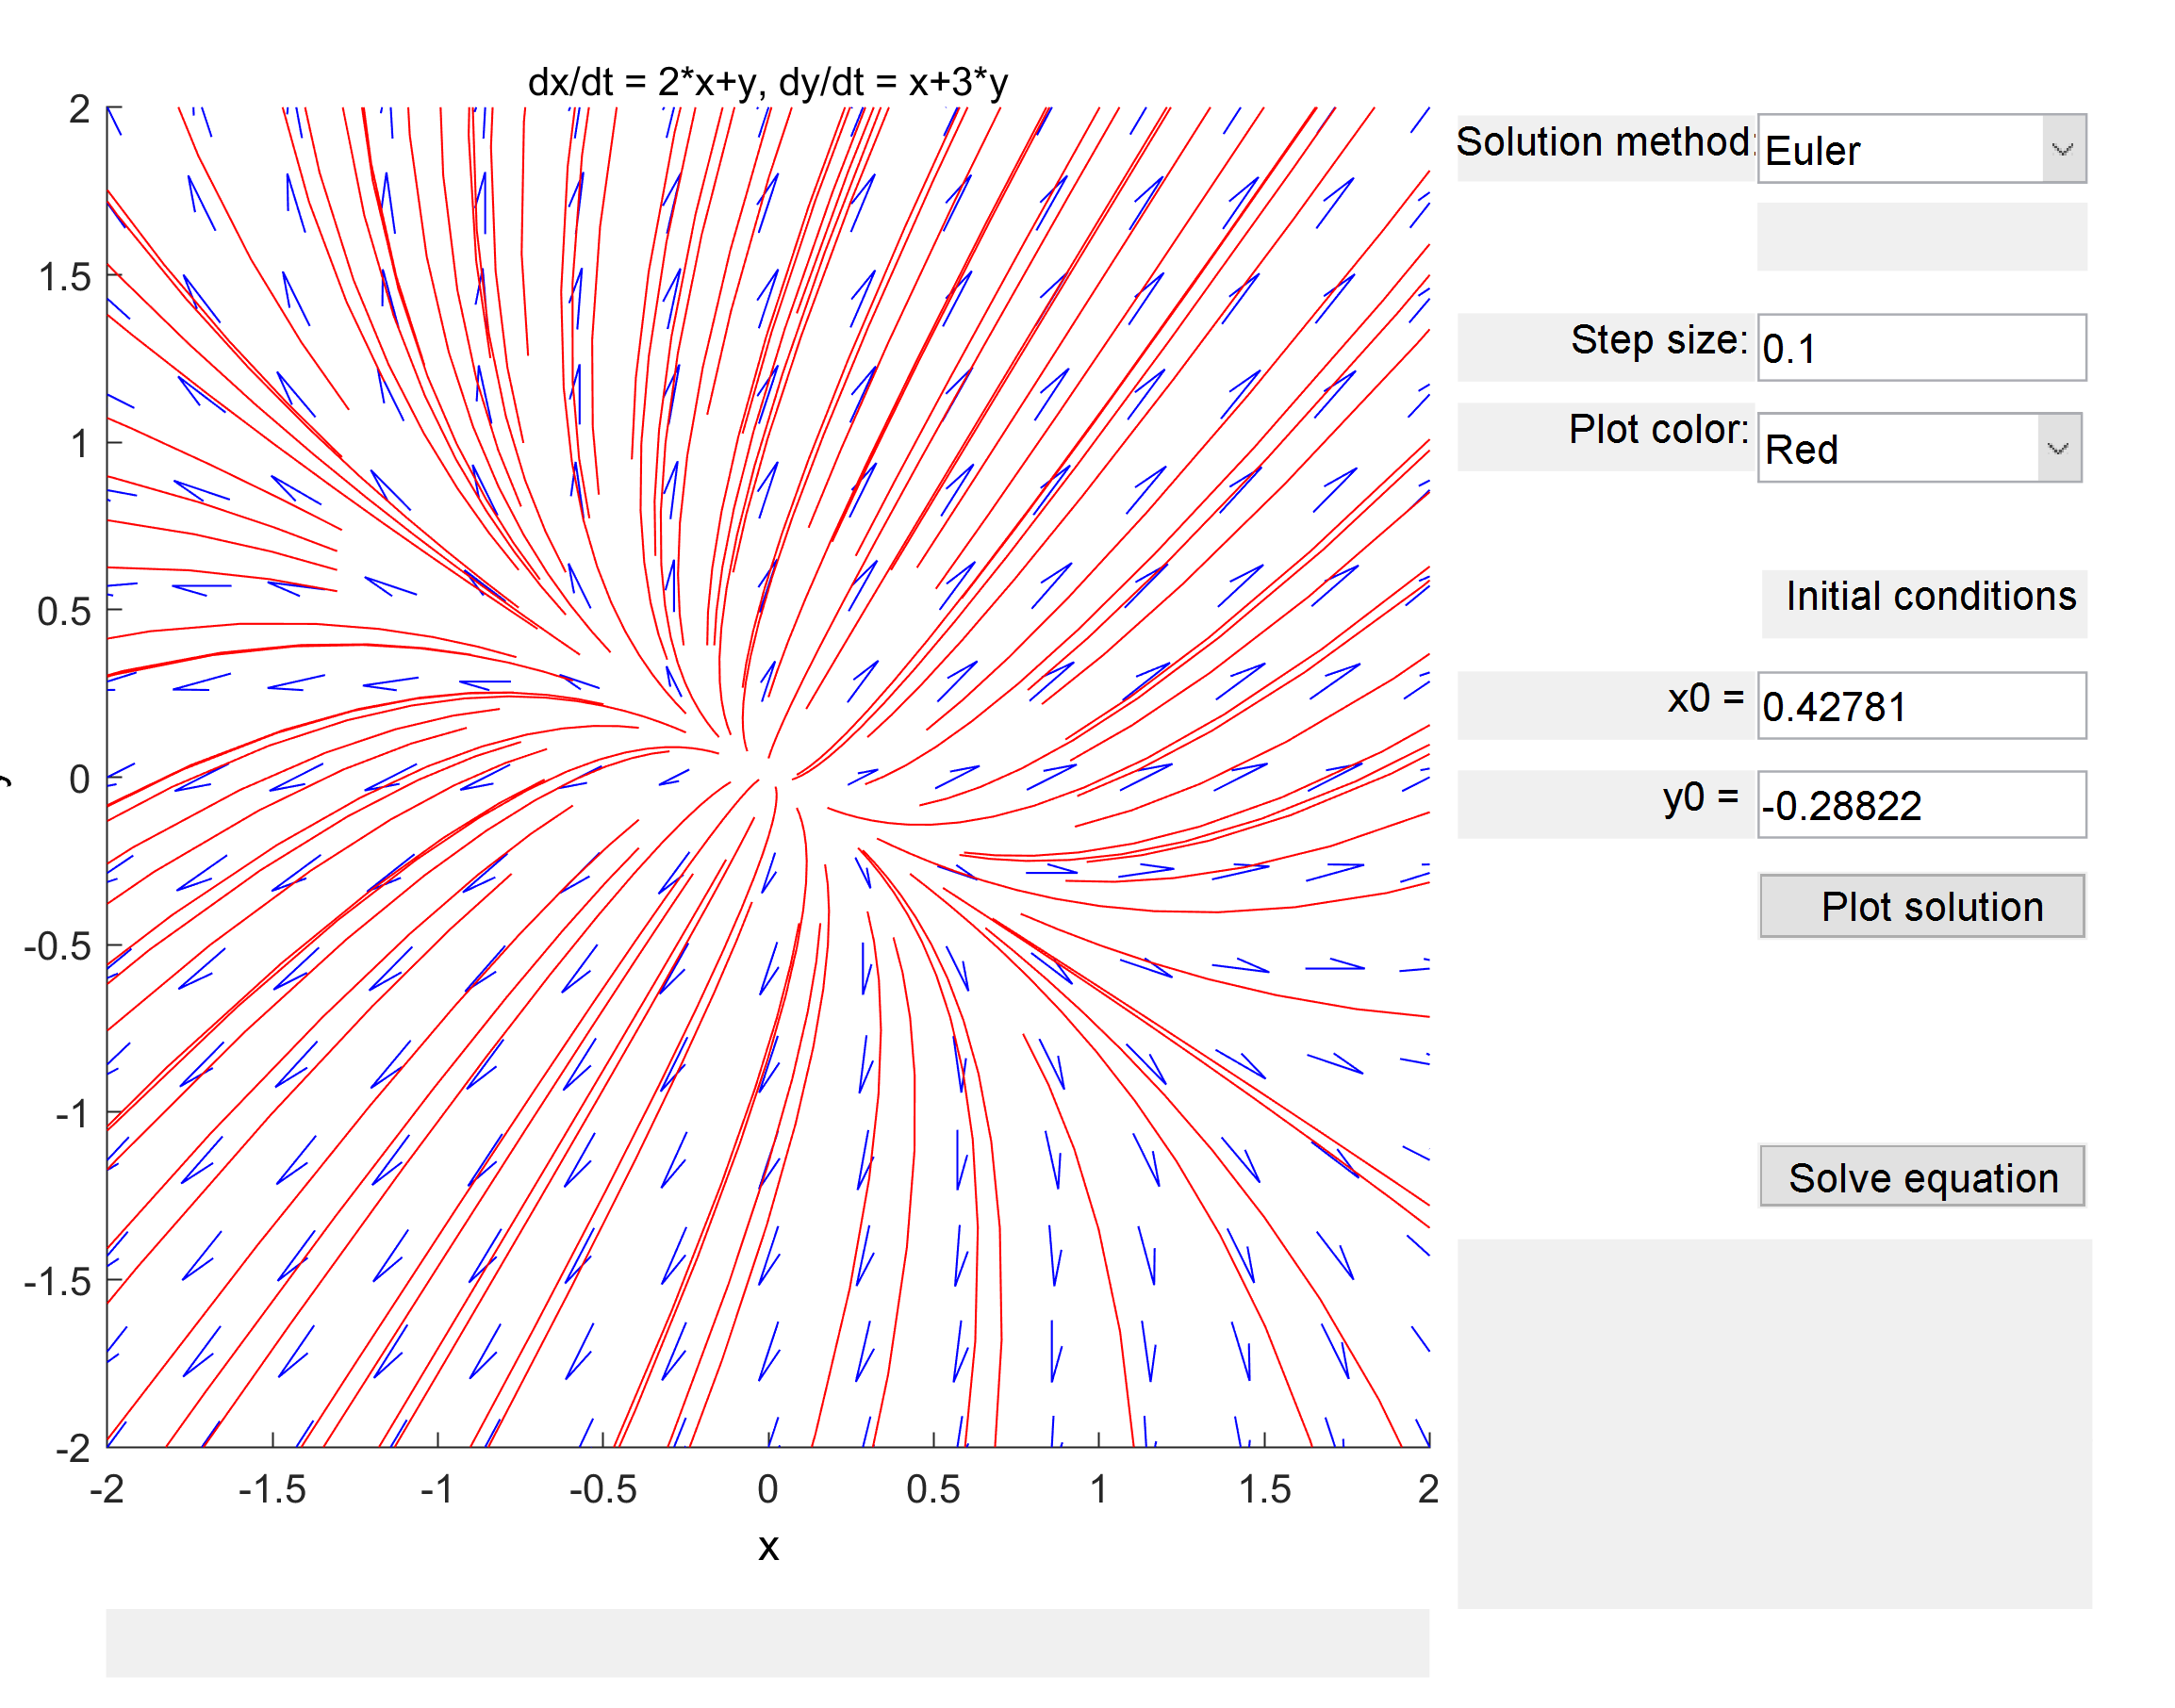 dx/dt = 2*x+y, dy/dt = x+3*y
2
1.5
1
0.5
0
-0.5
-1
-1.5
-2
-2
-1.5
-1
-0.5
0
0.5
1
1.5
2
x
Solution method:
Euler
Step size:
0.1
Plot color:
Red
Initial conditions
x0 =
0.42781
y0 =
-0.28822
Plot solution
Solve equation